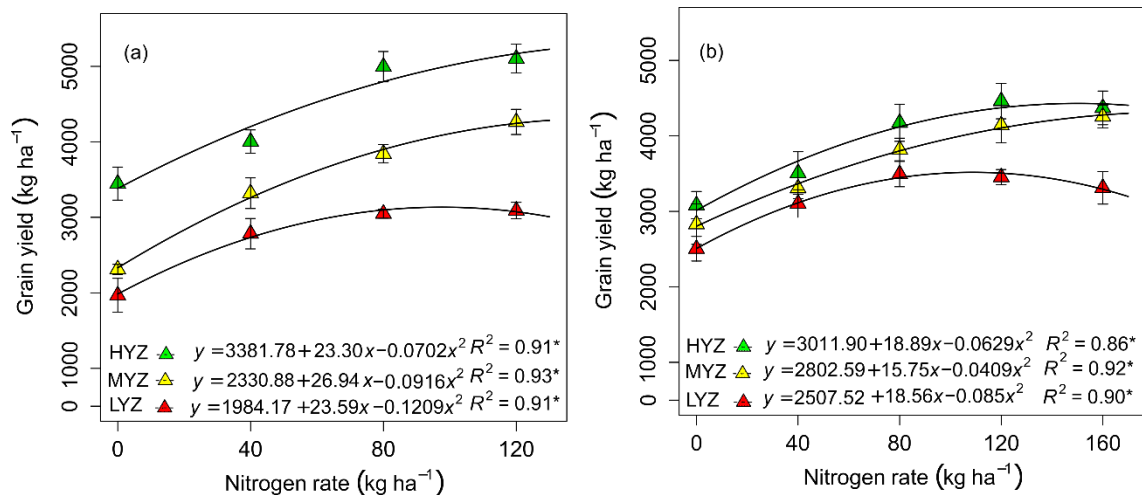 (a)
Grain yield (kg ha⁻¹)
5000
4000
3000
2000
1000
0
HYZ y=3381.78+23.30x−0.0702x² R² = 0.91*
MYZ y=2330.88+26.94x−0.0916x² R² = 0.93*
LYZ y=1984.17+23.59x−0.1209x² R² = 0.91*
0 40 80 120
Nitrogen rate (kg ha⁻¹)
(b)
Grain yield (kg ha⁻¹)
5000
4000
3000
2000
1000
0
HYZ y=3011.90+18.89x−0.0629x² R² = 0.86*
MYZ y=2802.59+15.75x−0.0409x² R² = 0.92*
LYZ y=2507.52+18.56x−0.085x² R² = 0.90*
0 40 80 120 160
Nitrogen rate (kg ha⁻¹)